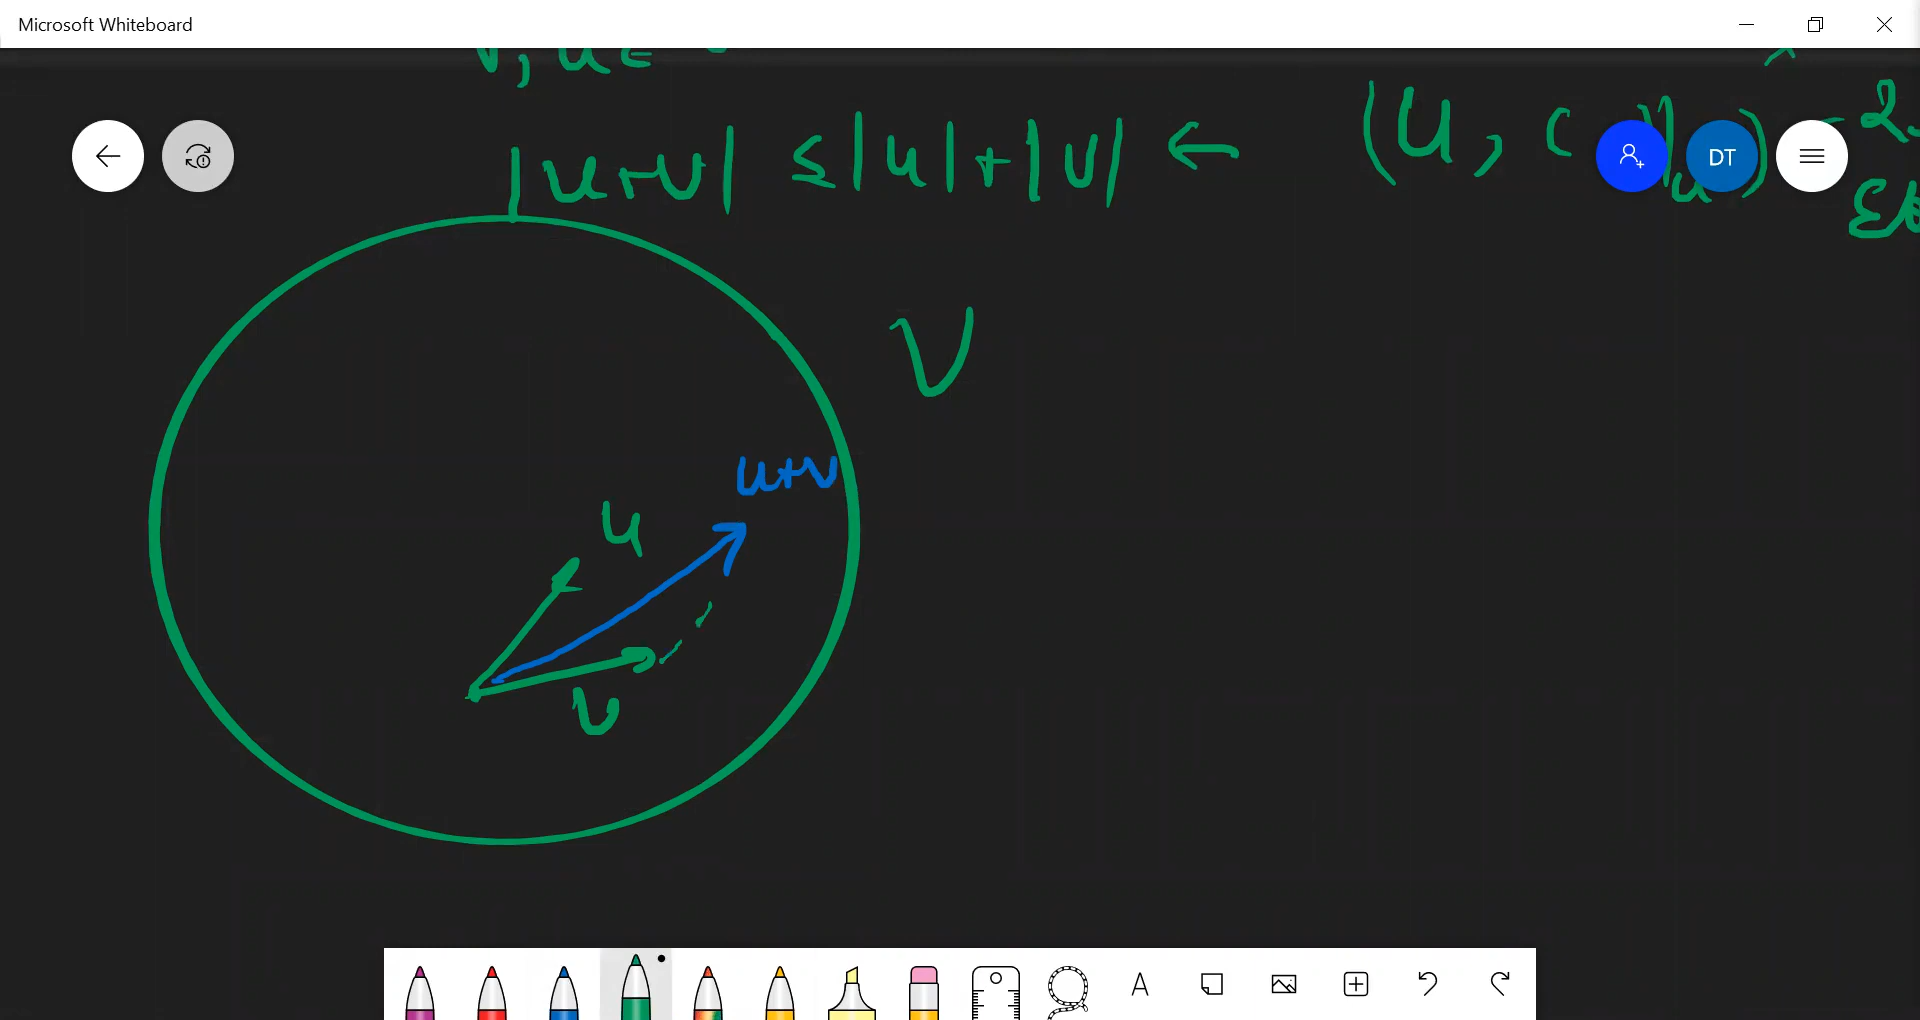 Microsoft Whiteboard
v, u ∈
|u+v| ≤ |u|+|v| ←
DT
V
u+v
u
v
A